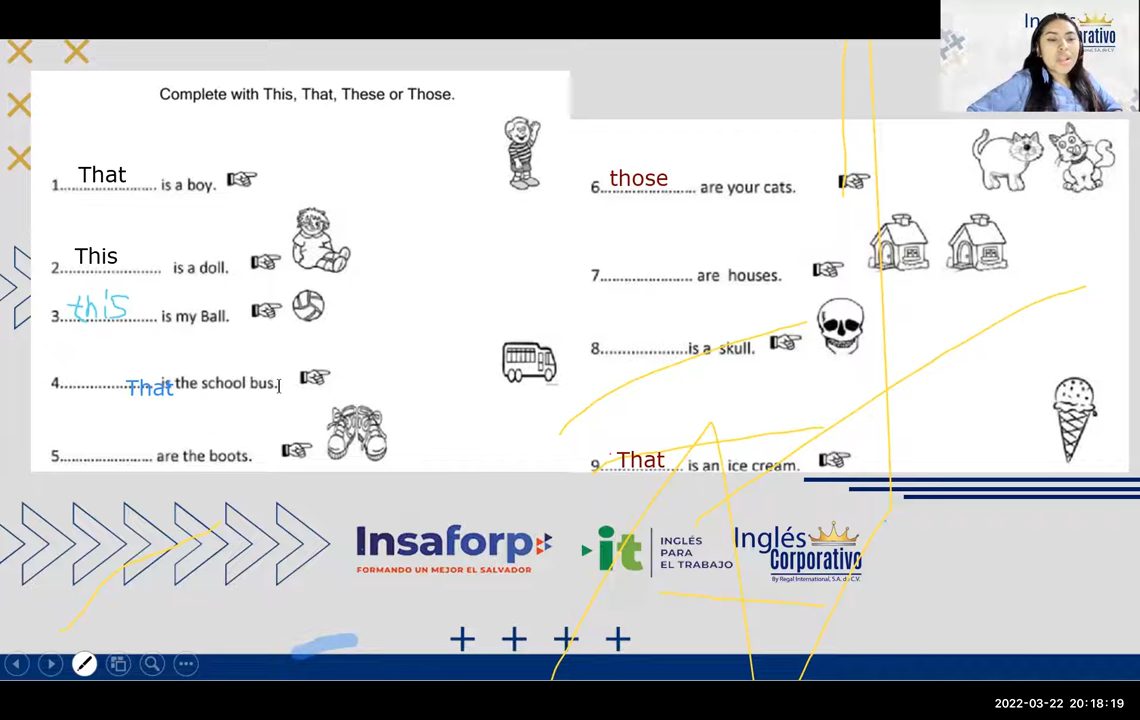 Inglés
Corporativo
Complete with This, That, These or Those.
1. That is a boy.
2. This is a doll.
3. this is my Ball.
4. That is the school bus.
5. are the boots.
6. those are your cats.
7. are houses.
8. is a skull.
9. That is an ice cream.
Insaforp
FORMANDO UN MEJOR EL SALVADOR
it
INGLÉS
PARA
EL TRABAJO
Inglés
Corporativo
By Regal International, S.A. de C.V.
2022-03-22 20:18:19